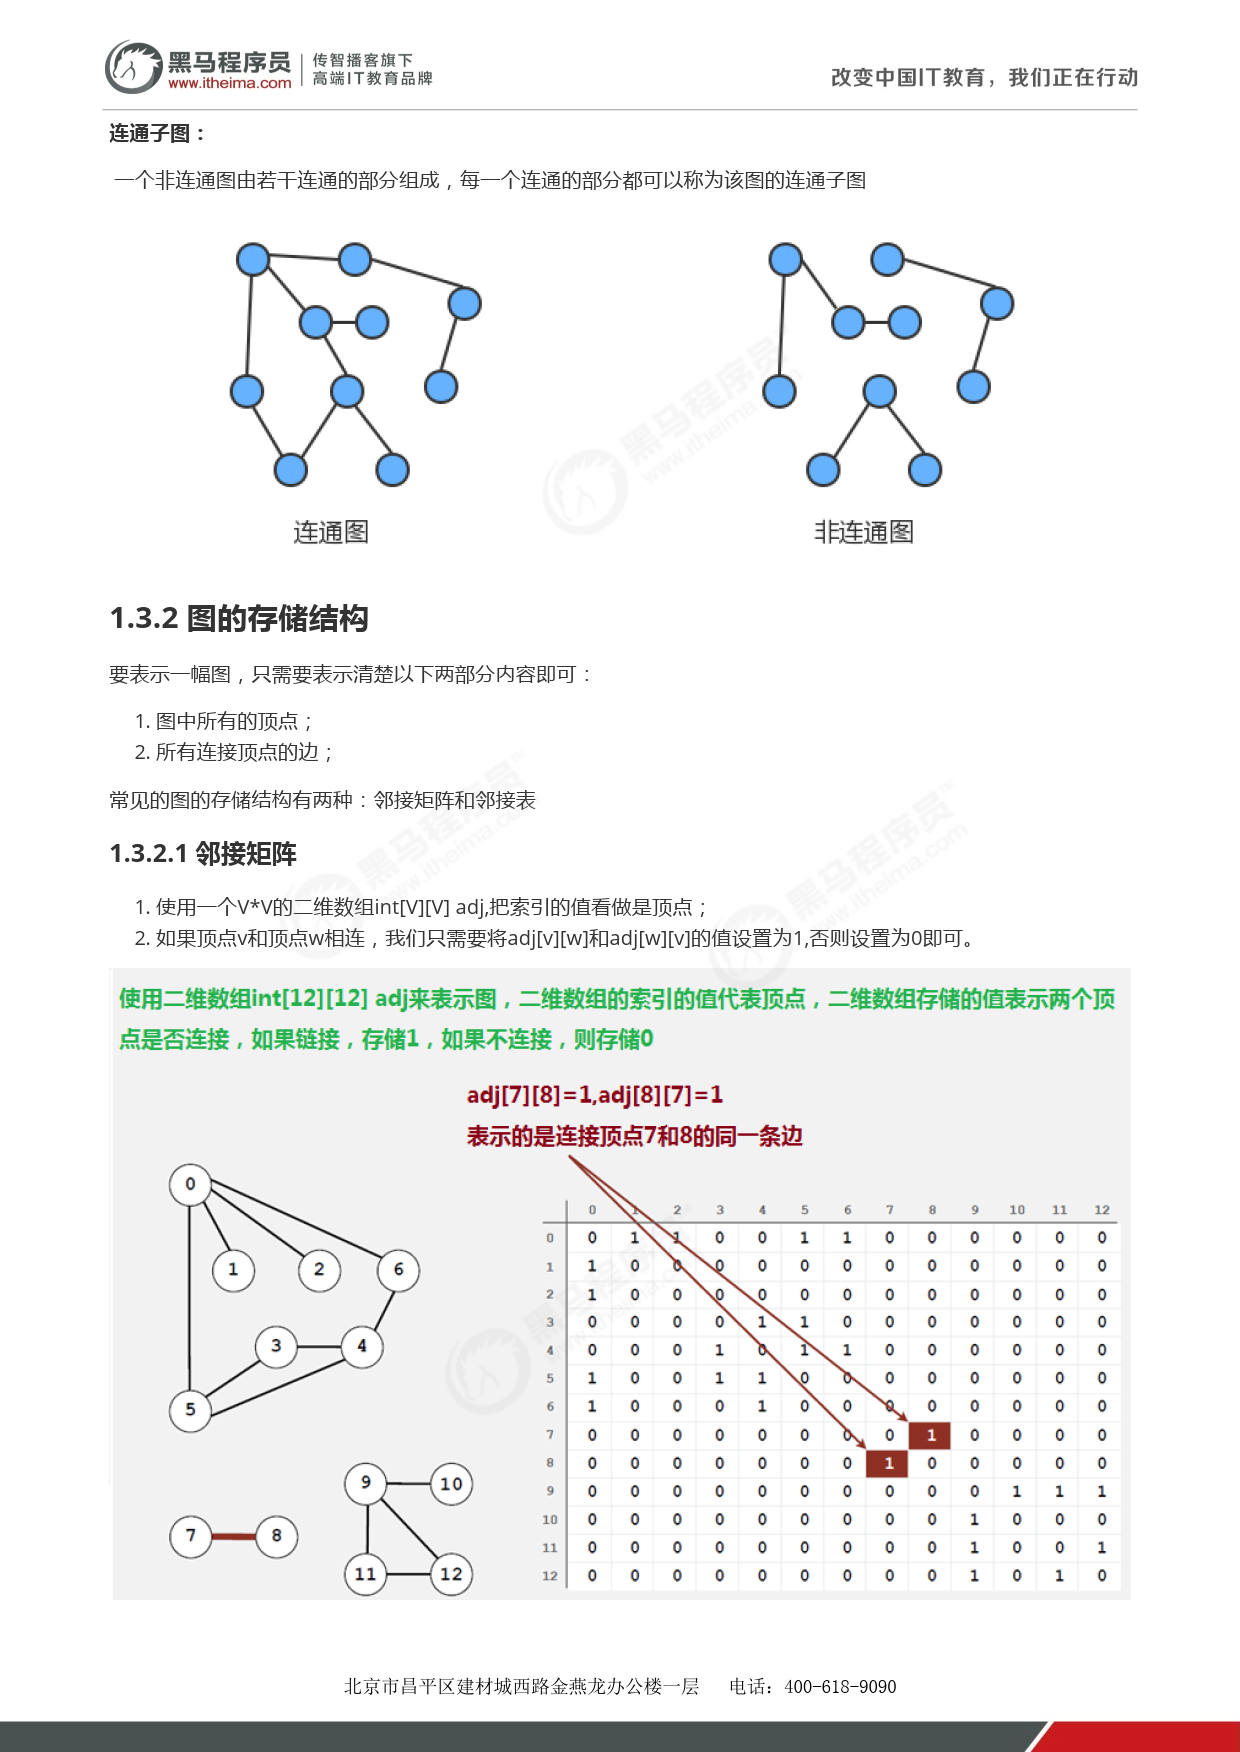 黑马程序员
www.itheima.com
传智播客旗下
高端IT教育品牌
改变中国IT教育，我们正在行动
连通子图：
一个非连通图由若干连通的部分组成，每一个连通的部分都可以称为该图的连通子图
连通图 非连通图
1.3.2 图的存储结构
要表示一幅图，只需要表示清楚以下两部分内容即可：
1. 图中所有的顶点；
2. 所有连接顶点的边；
常见的图的存储结构有两种：邻接矩阵和邻接表
1.3.2.1 邻接矩阵
1. 使用一个V*V的二维数组int[V][V] adj,把索引的值看做是顶点；
2. 如果顶点v和顶点w相连，我们只需要将adj[v][w]和adj[w][v]的值设置为1,否则设置为0即可。
使用二维数组int[12][12] adj来表示图，二维数组的索引的值代表顶点，二维数组存储的值表示两个顶
点是否连接，如果链接，存储1，如果不连接，则存储0
adj[7][8]=1,adj[8][7]=1
表示的是连接顶点7和8的同一条边
0
1 2 6
3 4
5
9 10
7 8
11 12
0 1 2 3 4 5 6 7 8 9 10 11 12
0 0 1 1 0 0 1 1 0 0 0 0 0 0
1 1 0 0 0 0 0 0 0 0 0 0 0 0
2 1 0 0 0 0 0 0 0 0 0 0 0 0
3 0 0 0 0 1 1 0 0 0 0 0 0 0
4 0 0 0 1 0 1 1 0 0 0 0 0 0
5 1 0 0 1 1 0 0 0 0 0 0 0 0
6 1 0 0 0 1 0 0 0 0 0 0 0 0
7 0 0 0 0 0 0 0 0 1 0 0 0 0
8 0 0 0 0 0 0 0 1 0 0 0 0 0
9 0 0 0 0 0 0 0 0 0 0 1 1 1
10 0 0 0 0 0 0 0 0 0 1 0 0 0
11 0 0 0 0 0 0 0 0 0 1 0 0 1
12 0 0 0 0 0 0 0 0 0 1 0 1 0
北京市昌平区建材城西路金燕龙办公楼一层 电话：400-618-9090